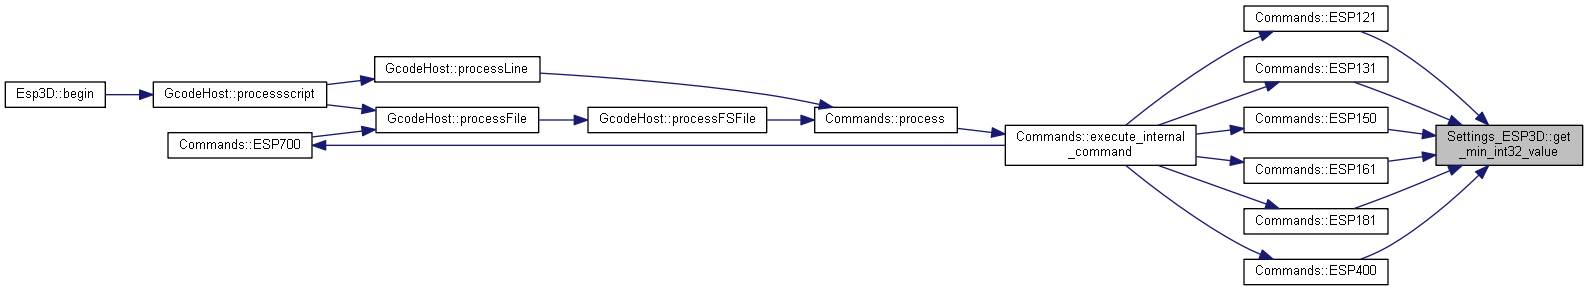 Esp3D::begin
GcodeHost::processscript
GcodeHost::processLine
GcodeHost::processFile
Commands::ESP700
GcodeHost::processFSFile
Commands::process
Commands::execute_internal
_command
Commands::ESP121
Commands::ESP131
Commands::ESP150
Commands::ESP161
Commands::ESP181
Commands::ESP400
Settings_ESP3D::get
_min_int32_value